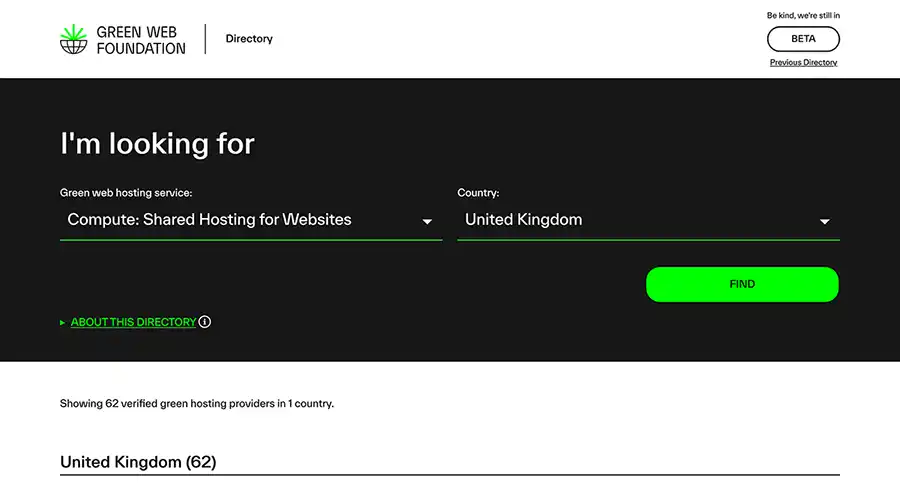 GREEN WEB
FOUNDATION
Directory
Be kind, we're still in
BETA
Previous Directory
I'm looking for
Green web hosting service:
Compute: Shared Hosting for Websites
Country:
United Kingdom
FIND
ABOUT THIS DIRECTORY
Showing 62 verified green hosting providers in 1 country.
United Kingdom (62)